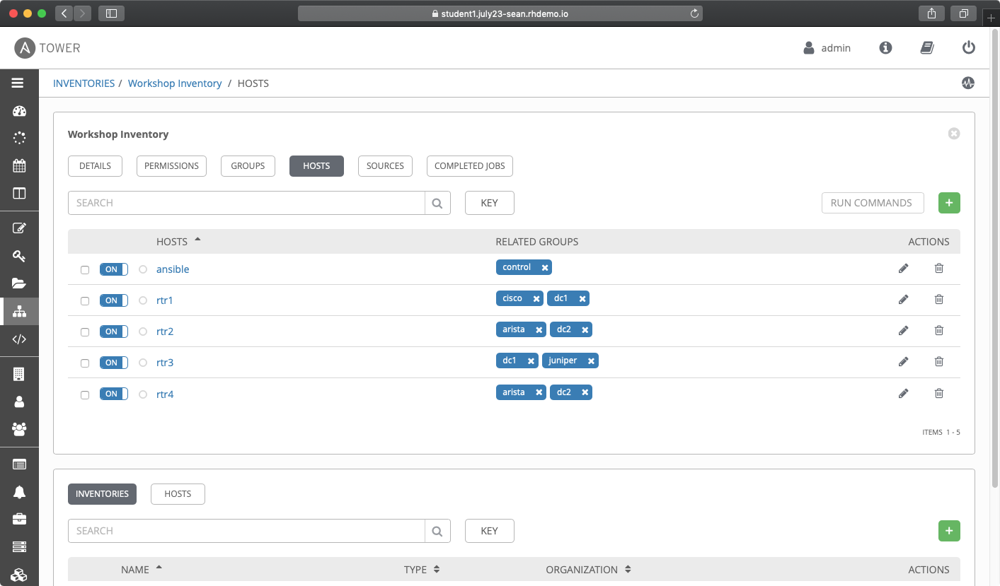 student1.july23-sean.rhdemo.io
A TOWER admin
INVENTORIES / Workshop Inventory / HOSTS
Workshop Inventory
DETAILS PERMISSIONS GROUPS HOSTS SOURCES COMPLETED JOBS
SEARCH KEY RUN COMMANDS +
HOSTS RELATED GROUPS ACTIONS
ON ansible control
ON rtr1 cisco dc1
ON rtr2 arista dc2
ON rtr3 dc1 juniper
ON rtr4 arista dc2
ITEMS 1 - 5
INVENTORIES HOSTS
SEARCH KEY +
NAME TYPE ORGANIZATION ACTIONS